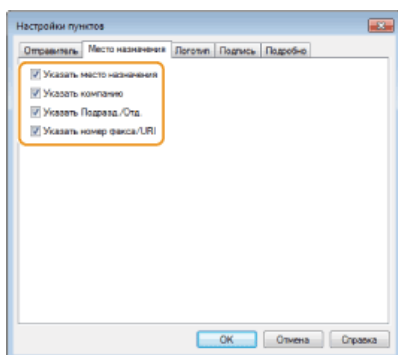 Настройки пунктов
Отправитель Место назначения Логотип Подпись Подробно
Указать место назначения
Указать компанию
Указать Подразд./Отд.
Указать номер факса/URI
OK Отмена Справка